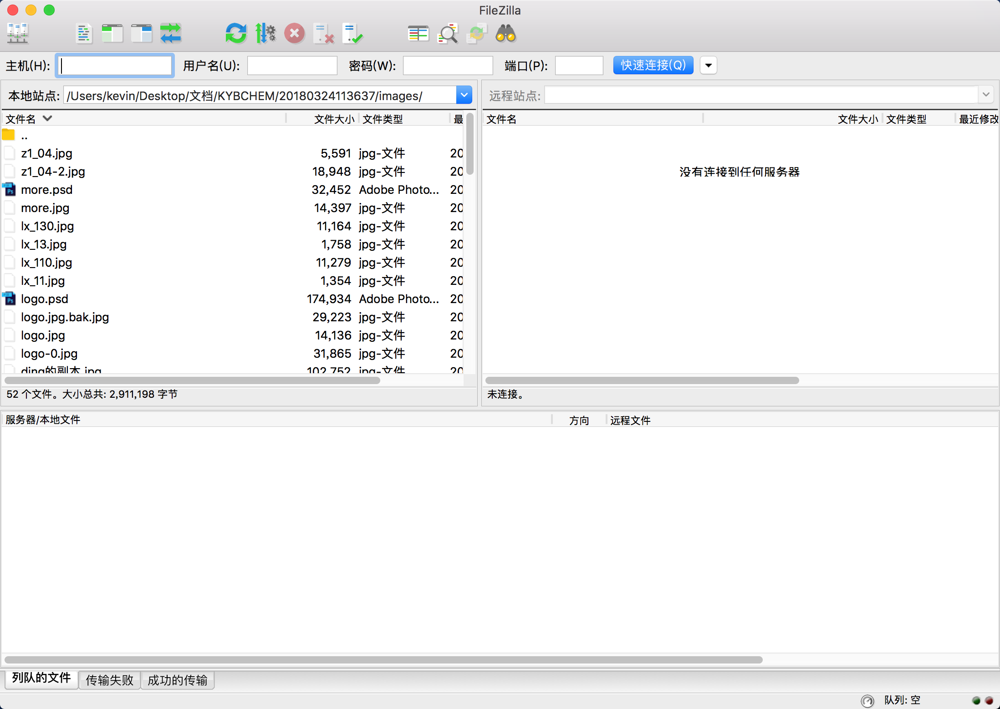 FileZilla
主机(H): 用户名(U): 密码(W): 端口(P): 快速连接(Q)
本地站点: /Users/kevin/Desktop/文档/KYBCHEM/20180324113637/images/
远程站点:
文件名 文件大小 文件类型 最
..
z1_04.jpg 5,591 jpg-文件 20
z1_04-2.jpg 18,948 jpg-文件 20
more.psd 32,452 Adobe Photo... 20
more.jpg 14,397 jpg-文件 20
lx_130.jpg 11,164 jpg-文件 20
lx_13.jpg 1,758 jpg-文件 20
lx_110.jpg 11,279 jpg-文件 20
lx_11.jpg 1,354 jpg-文件 20
logo.psd 174,934 Adobe Photo... 20
logo.jpg.bak.jpg 29,223 jpg-文件 20
logo.jpg 14,136 jpg-文件 20
logo-0.jpg 31,865 jpg-文件 20
ding的副本.jpg 102,752 jpg-文件 20
52 个文件。大小总共: 2,911,198 字节
文件名 文件大小 文件类型 最近修改
没有连接到任何服务器
未连接。
服务器/本地文件 方向 远程文件
列队的文件 传输失败 成功的传输
队列: 空